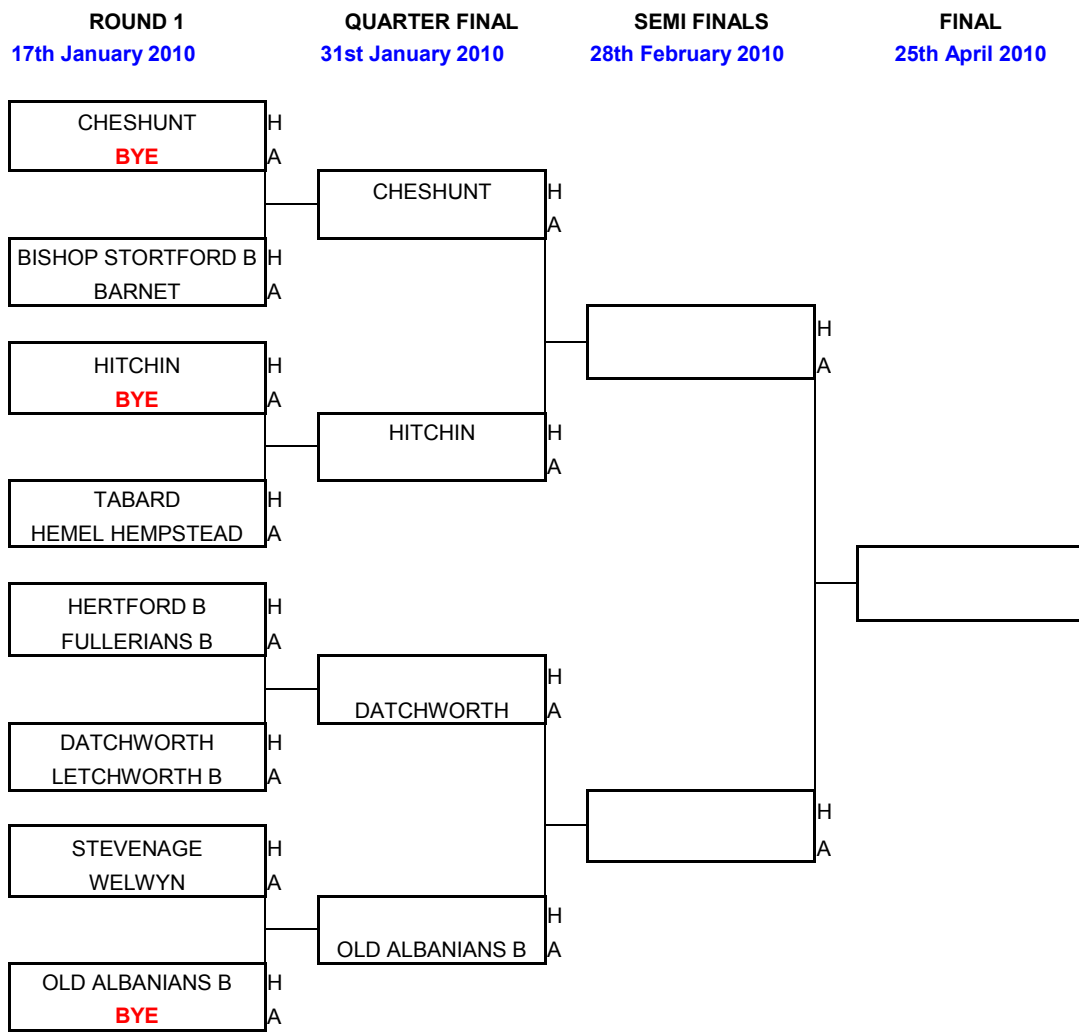 ROUND 1 QUARTER FINAL SEMI FINALS FINAL
17th January 2010 31st January 2010 28th February 2010 25th April 2010
CHESHUNT H
BYE A
CHESHUNT H
A
BISHOP STORTFORD B H
BARNET A
H
A
HITCHIN H
BYE A
HITCHIN H
A
TABARD H
HEMEL HEMPSTEAD A
HERTFORD B H
FULLERIANS B A
H
DATCHWORTH A
DATCHWORTH H
LETCHWORTH B A
H
A
STEVENAGE H
WELWYN A
H
OLD ALBANIANS B A
OLD ALBANIANS B H
BYE A